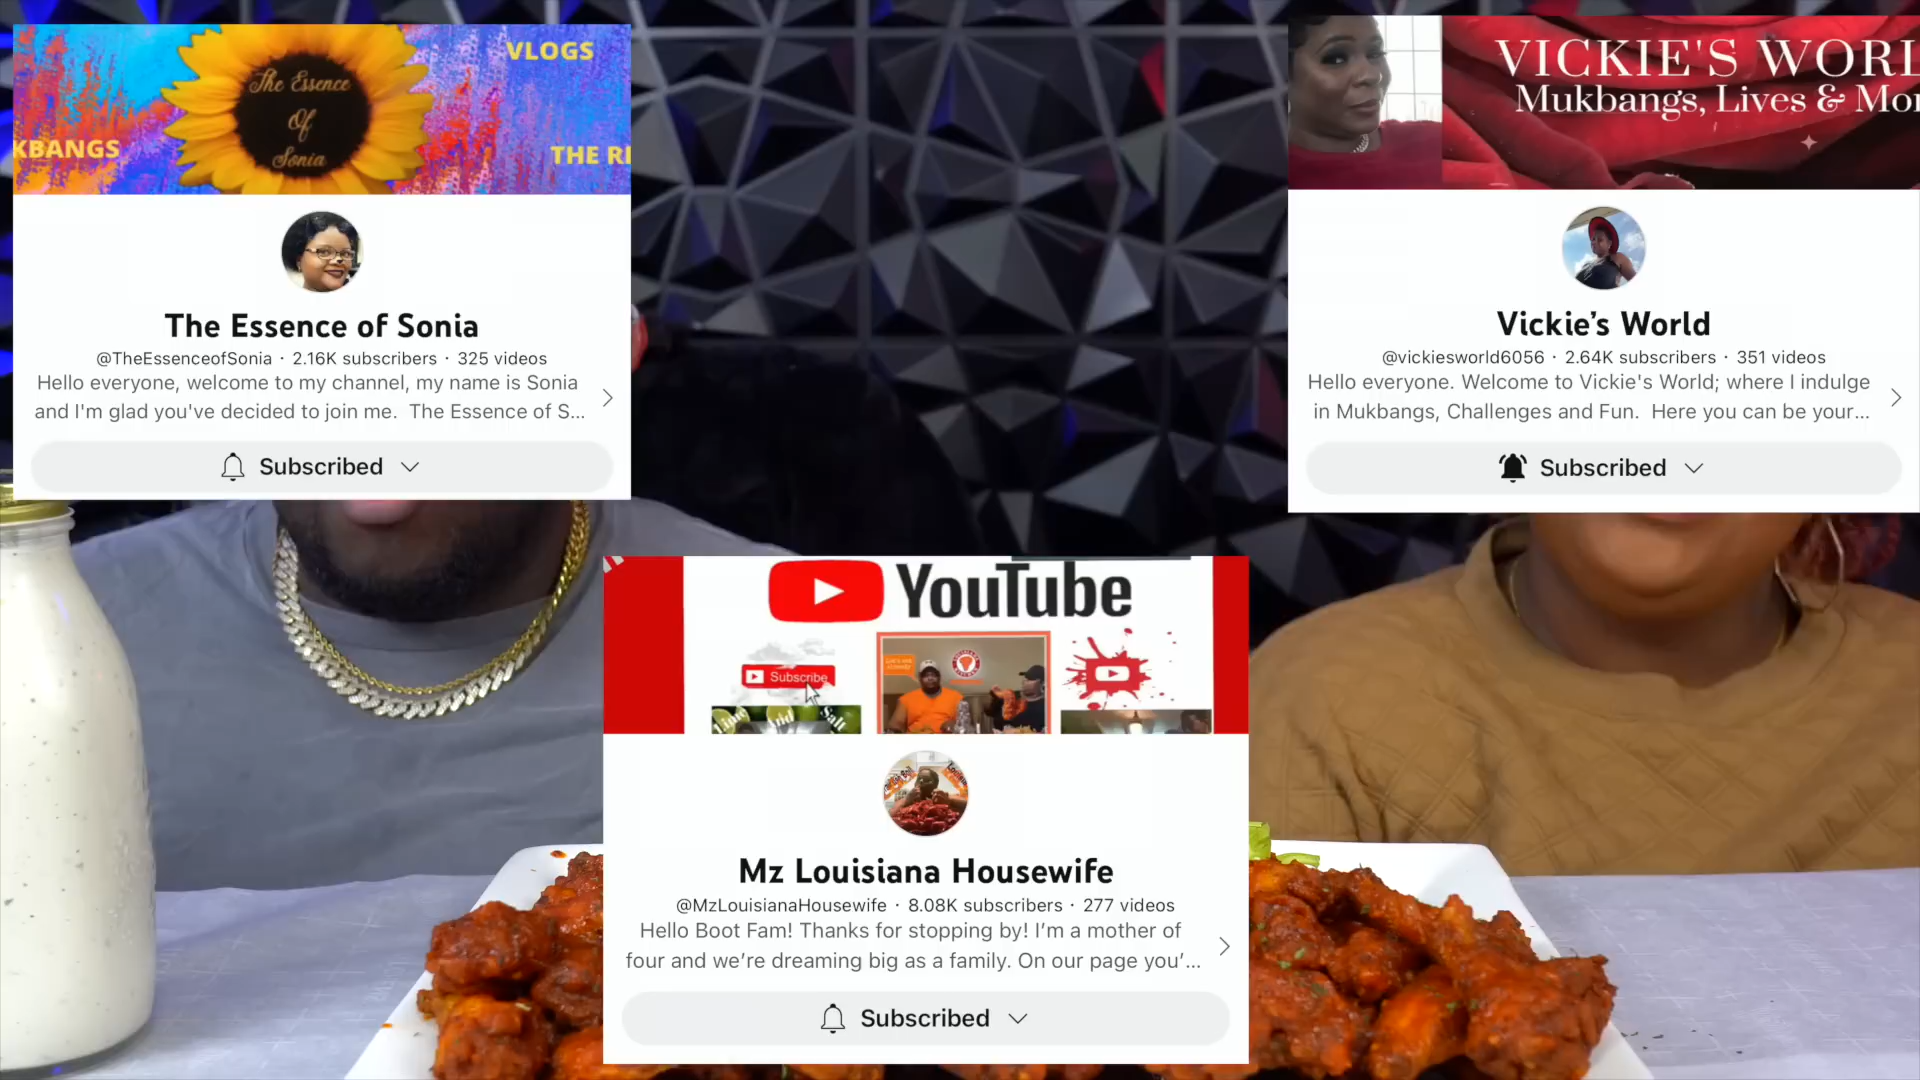 VLOGS
The Essence
Of
Sonia
KBANGS
THE RE
The Essence of Sonia
@TheEssenceofSonia · 2.16K subscribers · 325 videos
Hello everyone, welcome to my channel, my name is Sonia
and I'm glad you've decided to join me. The Essence of S...
Subscribed
VICKIE'S WORL
Mukbangs, Lives & Mor
Vickie's World
@vickiesworld6056 · 2.64K subscribers · 351 videos
Hello everyone. Welcome to Vickie's World; where I indulge
in Mukbangs, Challenges and Fun. Here you can be your...
Subscribed
YouTube
Subscribe
Lime And Salt
Mz Louisiana Housewife
@MzLouisianaHousewife · 8.08K subscribers · 277 videos
Hello Boot Fam! Thanks for stopping by! I'm a mother of
four and we're dreaming big as a family. On our page you'...
Subscribed